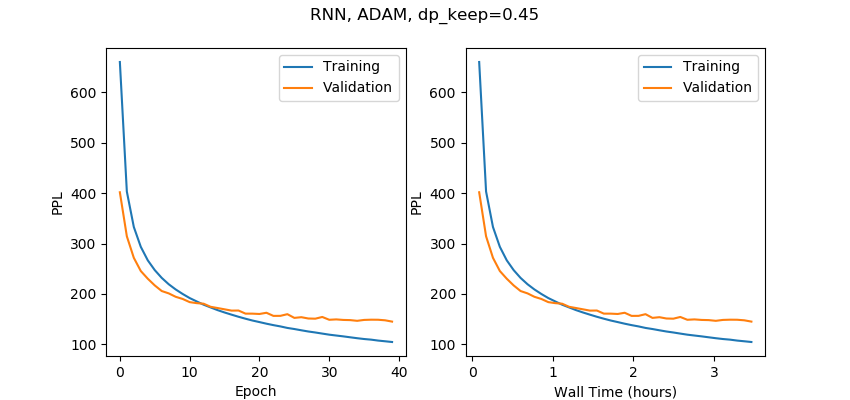 RNN, ADAM, dp_keep=0.45
Training
Validation
PPL
600
500
400
300
200
100
0
10
20
30
40
Epoch
Training
Validation
PPL
600
500
400
300
200
100
0
1
2
3
Wall Time (hours)